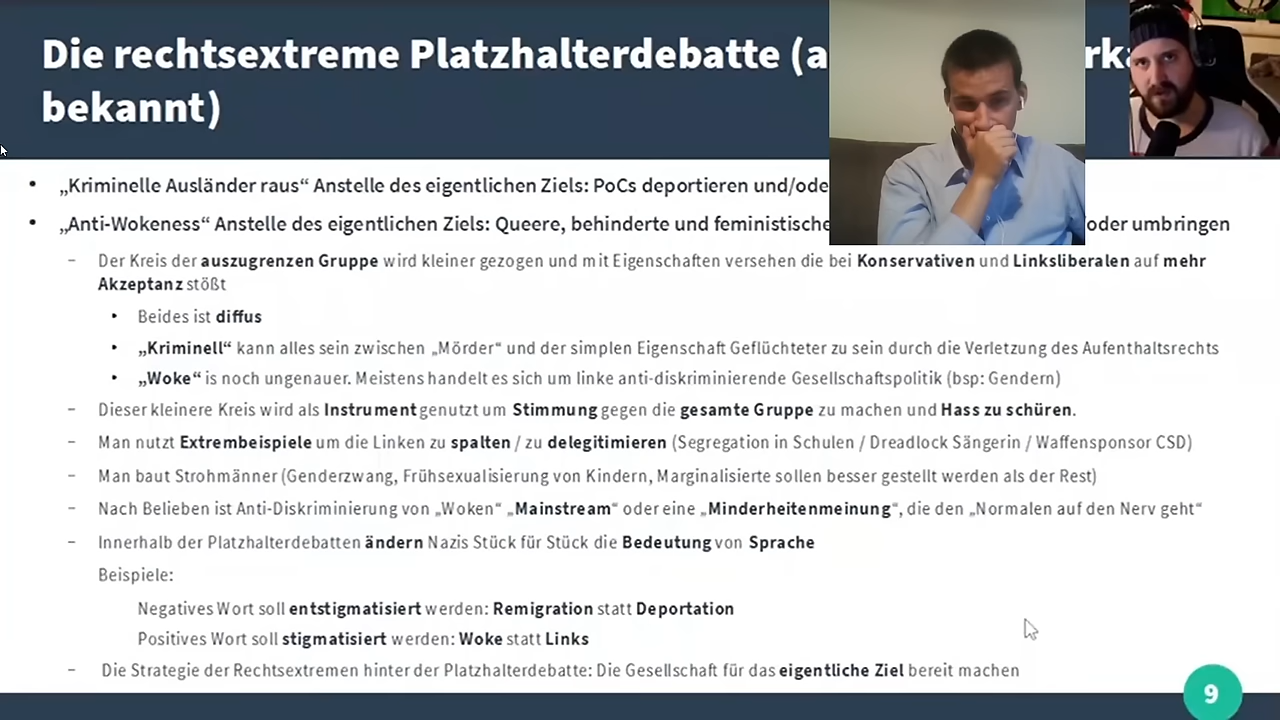 Die rechtsextreme Platzhalterdebatte
bekannt)
„Kriminelle Ausländer raus“ Anstelle des eigentlichen Ziels: PoCs deportieren
„Anti-Wokeness“ Anstelle des eigentlichen Ziels: Queere, behinderte und feministische oder umbringen
Der Kreis der auszugrenzen Gruppe wird kleiner gezogen und mit Eigenschaften versehen die bei Konservativen und Linksliberalen auf mehr
Akzeptanz stößt
Beides ist diffus
„Kriminell“ kann alles sein zwischen „Mörder“ und der simplen Eigenschaft Geflüchteter zu sein durch die Verletzung des Aufenthaltsrechts
„Woke“ is noch ungenauer. Meistens handelt es sich um linke anti-diskriminierende Gesellschaftspolitik (bsp: Gendern)
Dieser kleinere Kreis wird als Instrument genutzt um Stimmung gegen die gesamte Gruppe zu machen und Hass zu schüren.
Man nutzt Extrembeispiele um die Linken zu spalten / zu delegitimieren (Segregation in Schulen / Dreadlock Sängerin / Waffensponsor CSD)
Man baut Strohmänner (Genderzwang, Frühsexualisierung von Kindern, Marginalisierte sollen besser gestellt werden als der Rest)
Nach Belieben ist Anti-Diskriminierung von „Woken“ „Mainstream“ oder eine „Minderheitenmeinung“, die den „Normalen auf den Nerv geht“
Innerhalb der Platzhalterdebatten ändern Nazis Stück für Stück die Bedeutung von Sprache
Beispiele:
Negatives Wort soll entstigmatisiert werden: Remigration statt Deportation
Positives Wort soll stigmatisiert werden: Woke statt Links
Die Strategie der Rechtsextremen hinter der Platzhalterdebatte: Die Gesellschaft für das eigentliche Ziel bereit machen
9